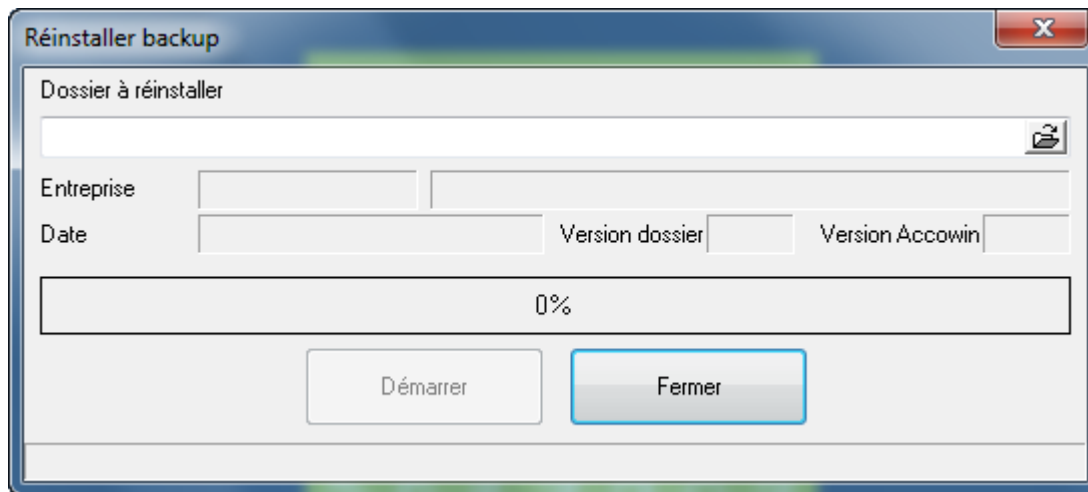 Réinstaller backup
Dossier à réinstaller
Entreprise
Date Version dossier Version Accowin
0%
Démarrer Fermer